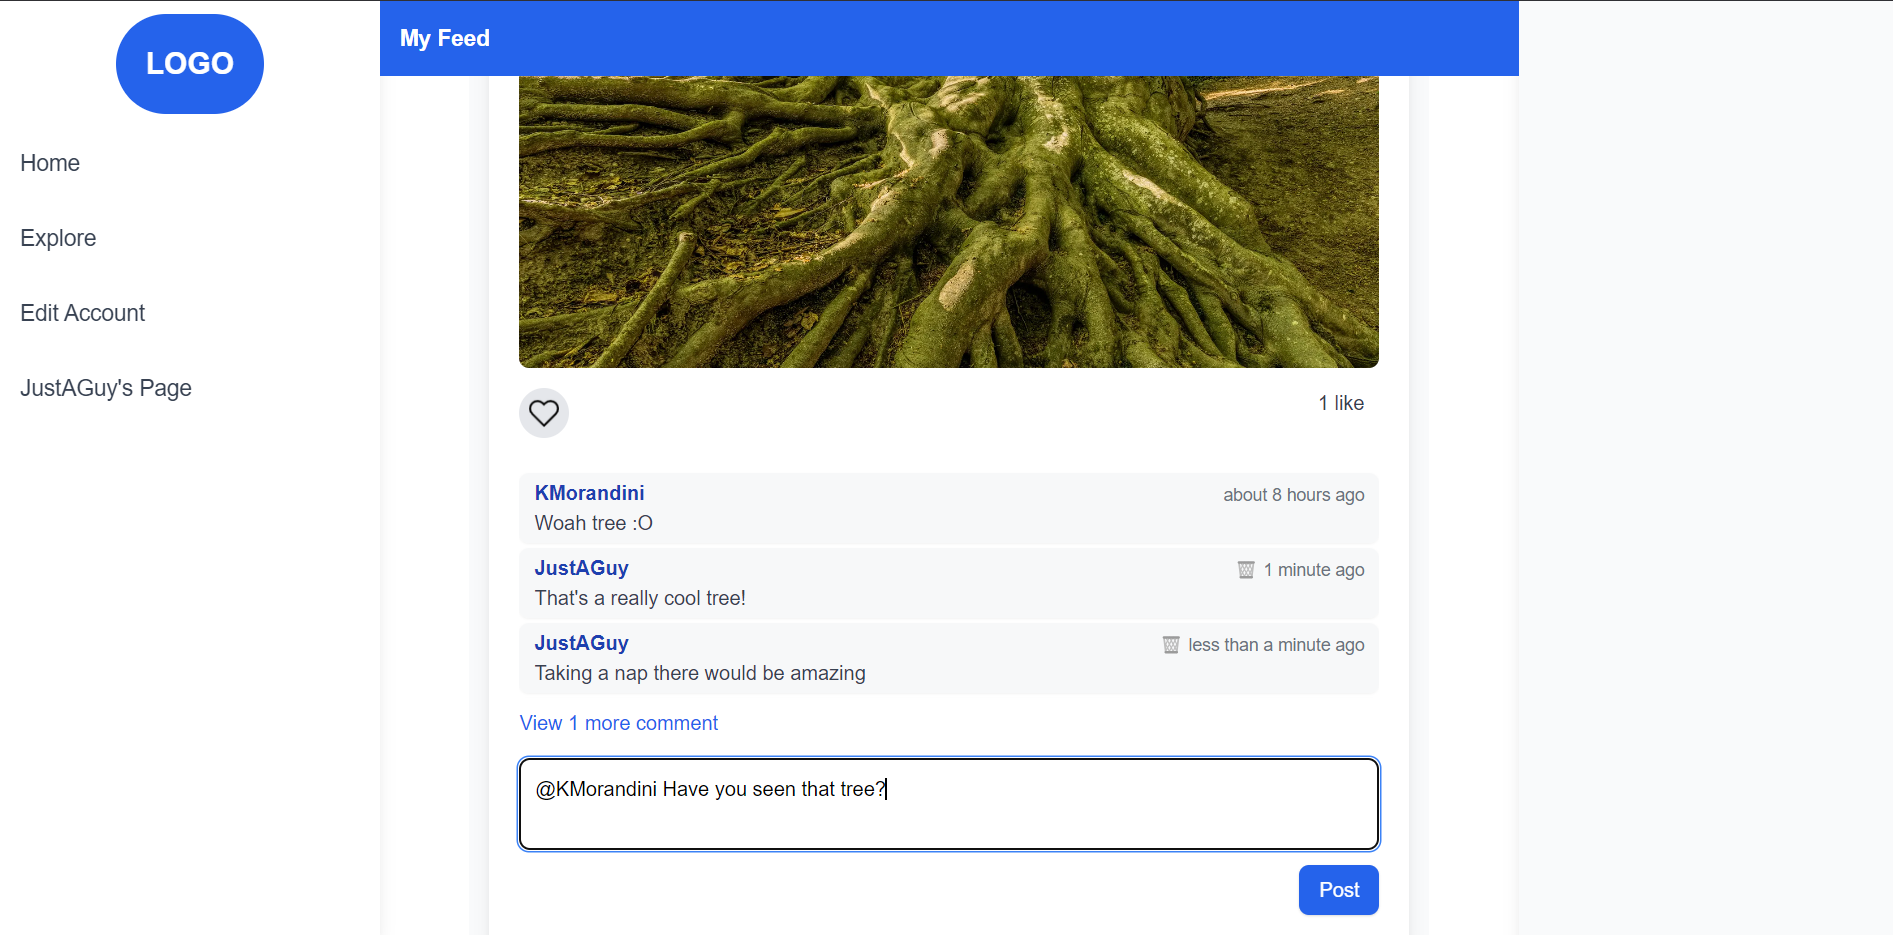 LOGO
My Feed
Home
Explore
Edit Account
JustAGuy's Page
1 like
KMorandini
about 8 hours ago
Woah tree :O
JustAGuy
1 minute ago
That's a really cool tree!
JustAGuy
less than a minute ago
Taking a nap there would be amazing
View 1 more comment
@KMorandini Have you seen that tree?
Post